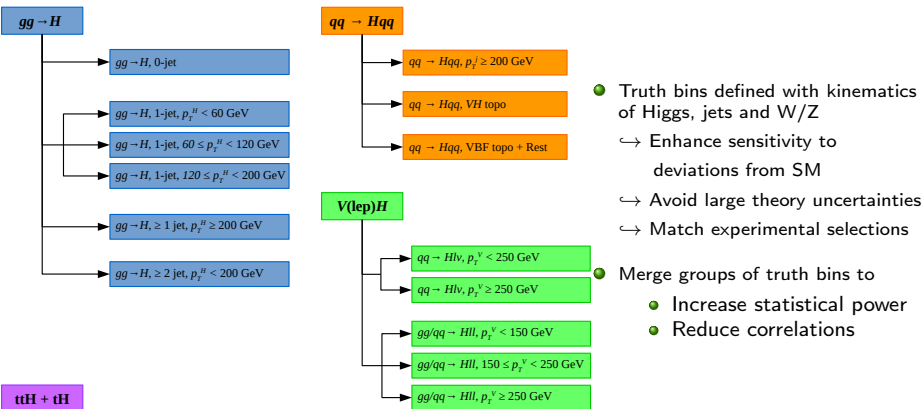 gg→H
gg→H, 0-jet
gg→H, 1-jet, p_T^H < 60 GeV
gg→H, 1-jet, 60 ≤ p_T^H < 120 GeV
gg→H, 1-jet, 120 ≤ p_T^H < 200 GeV
gg→H, ≥ 1 jet, p_T^H ≥ 200 GeV
gg→H, ≥ 2 jet, p_T^H < 200 GeV
ttH + tH
qq → Hqq
qq → Hqq, p_T^j ≥ 200 GeV
qq → Hqq, VH topo
qq → Hqq, VBF topo + Rest
V(lep)H
qq → Hlν, p_T^V < 250 GeV
qq → Hlν, p_T^V ≥ 250 GeV
gg/qq → Hll, p_T^V < 150 GeV
gg/qq → Hll, 150 ≤ p_T^V < 250 GeV
gg/qq → Hll, p_T^V ≥ 250 GeV
Truth bins defined with kinematics
of Higgs, jets and W/Z
↪ Enhance sensitivity to
deviations from SM
↪ Avoid large theory uncertainties
↪ Match experimental selections
Merge groups of truth bins to
Increase statistical power
Reduce correlations